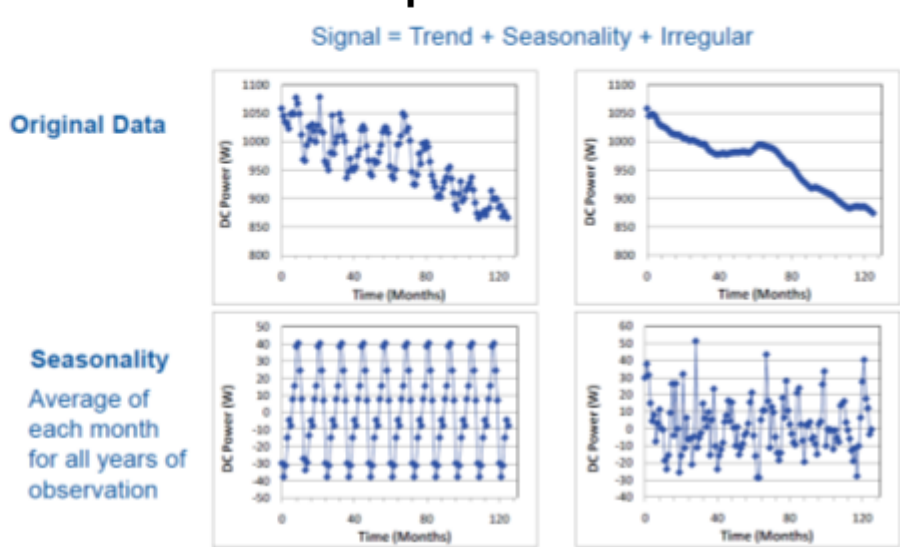 Signal = Trend + Seasonality + Irregular
Original Data
1100
1050
1000
950
900
850
800
DC Power (W)
0 40 80 120
Time (Months)
1100
1050
1000
950
900
850
800
DC Power (W)
0 40 80 120
Time (Months)
Seasonality
Average of
each month
for all years of
observation
50
40
30
20
10
0
-10
-20
-30
-40
-50
DC Power (W)
0 40 80 120
Time (Months)
60
50
40
30
20
10
0
-10
-20
-30
-40
DC Power (W)
0 40 80 120
Time (Months)